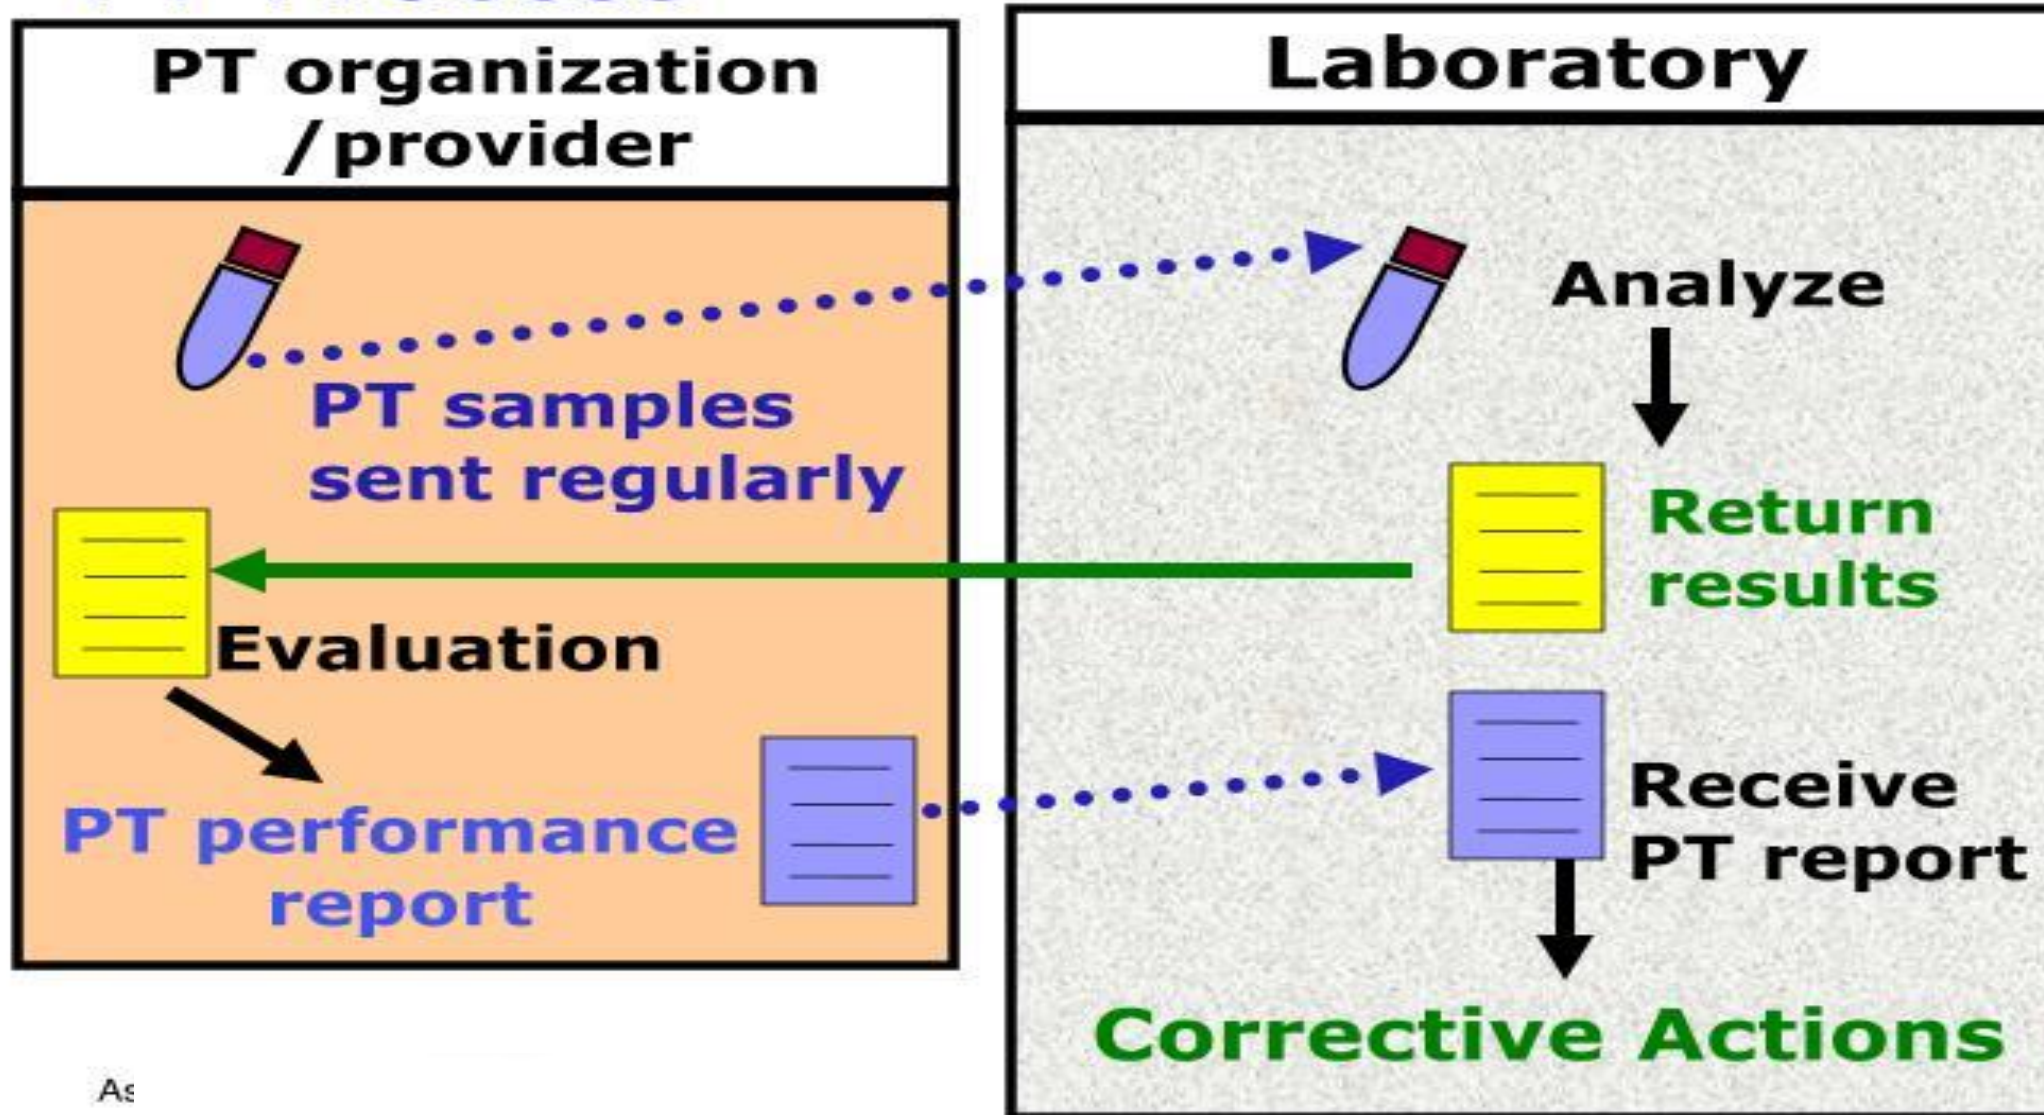 PT organization
/provider
Laboratory
PT samples
sent regularly
Analyze
Return
results
Evaluation
PT performance
report
Receive
PT report
Corrective Actions
As